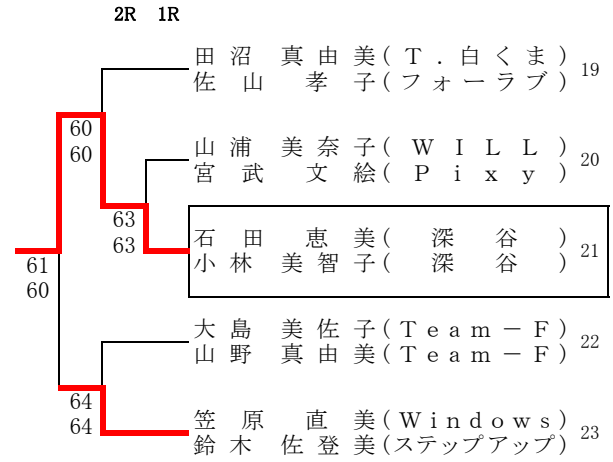 2R 1R
田沼 真由美(T.白くま) 19
佐山 孝子(フォーラブ)
60
60
山浦 美奈子(WILL) 20
宮武 文絵(Pixy)
63
63
石田 恵美(深谷) 21
小林 美智子(深谷)
61
60
大島 美佐子(Team－F) 22
山野 真由美(Team－F)
64
64
笠原 直美(Windows) 23
鈴木 佐登美(ステップアップ)